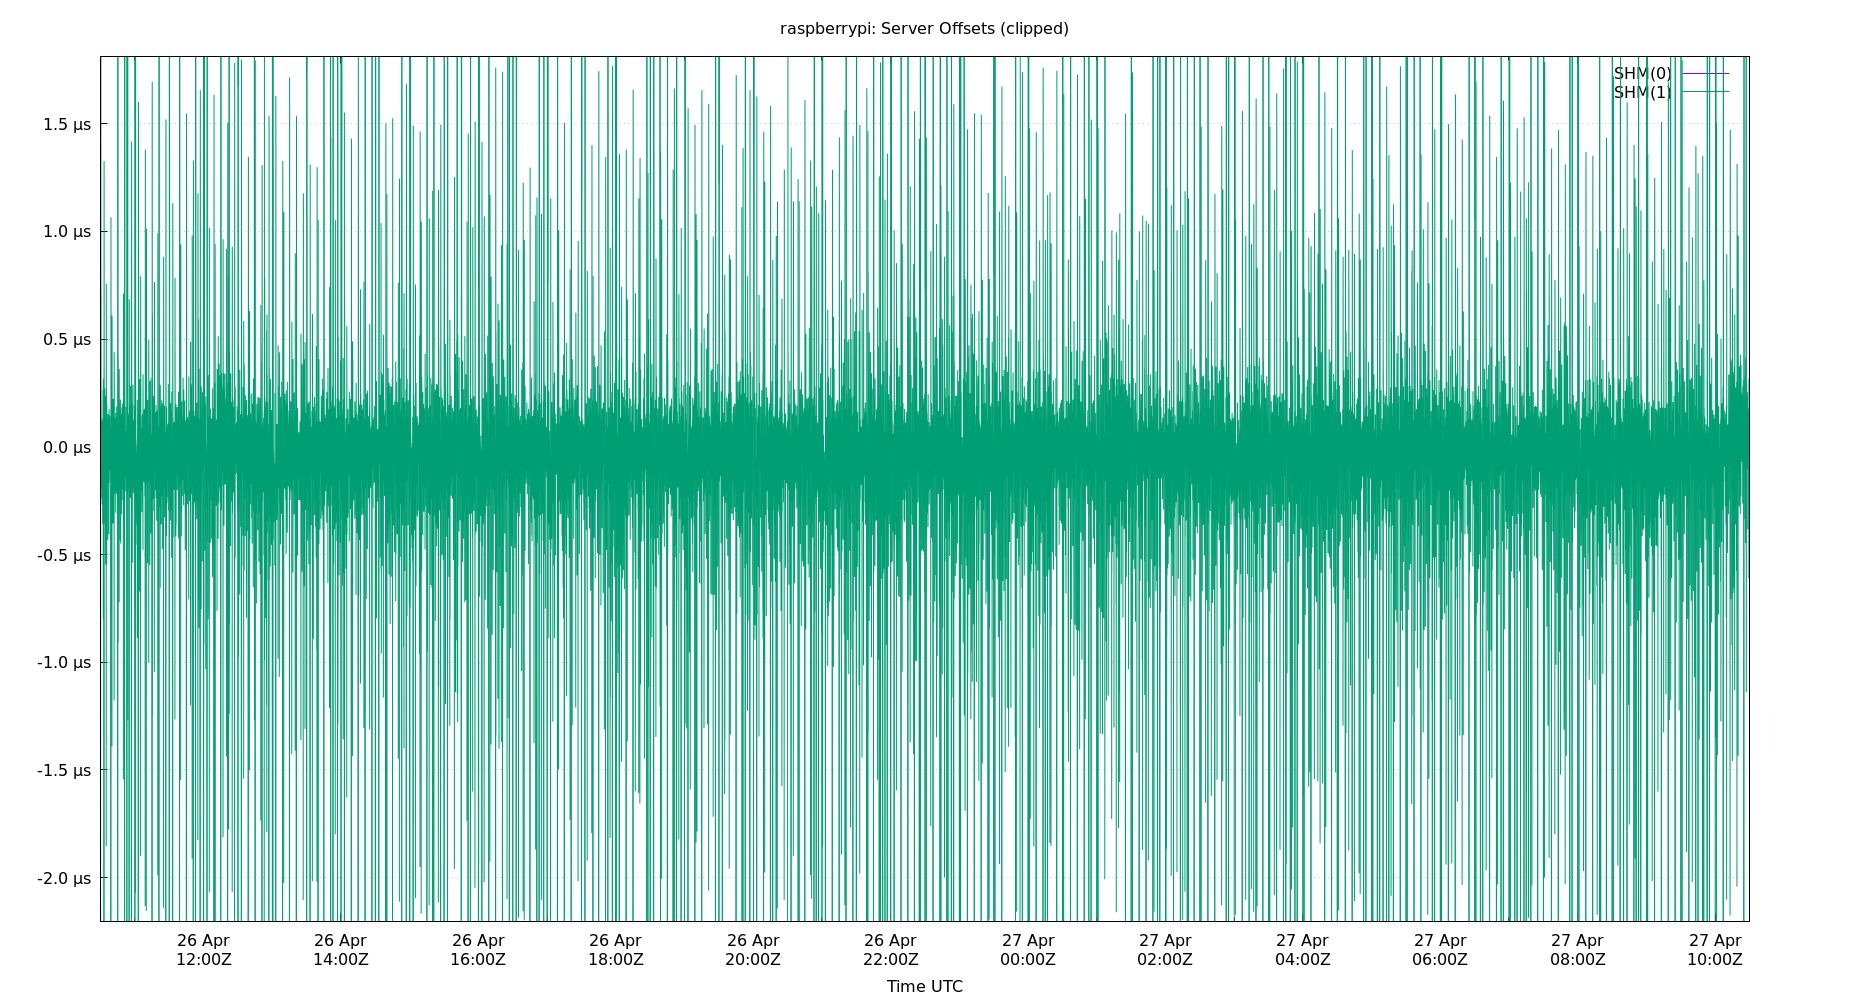 raspberrypi: Server Offsets (clipped)
SHM(0)
SHM(1)
1.5 µs
1.0 µs
0.5 µs
0.0 µs
-0.5 µs
-1.0 µs
-1.5 µs
-2.0 µs
26 Apr 26 Apr 26 Apr 26 Apr 26 Apr 26 Apr 27 Apr 27 Apr 27 Apr 27 Apr 27 Apr 27 Apr
12:00Z 14:00Z 16:00Z 18:00Z 20:00Z 22:00Z 00:00Z 02:00Z 04:00Z 06:00Z 08:00Z 10:00Z
Time UTC